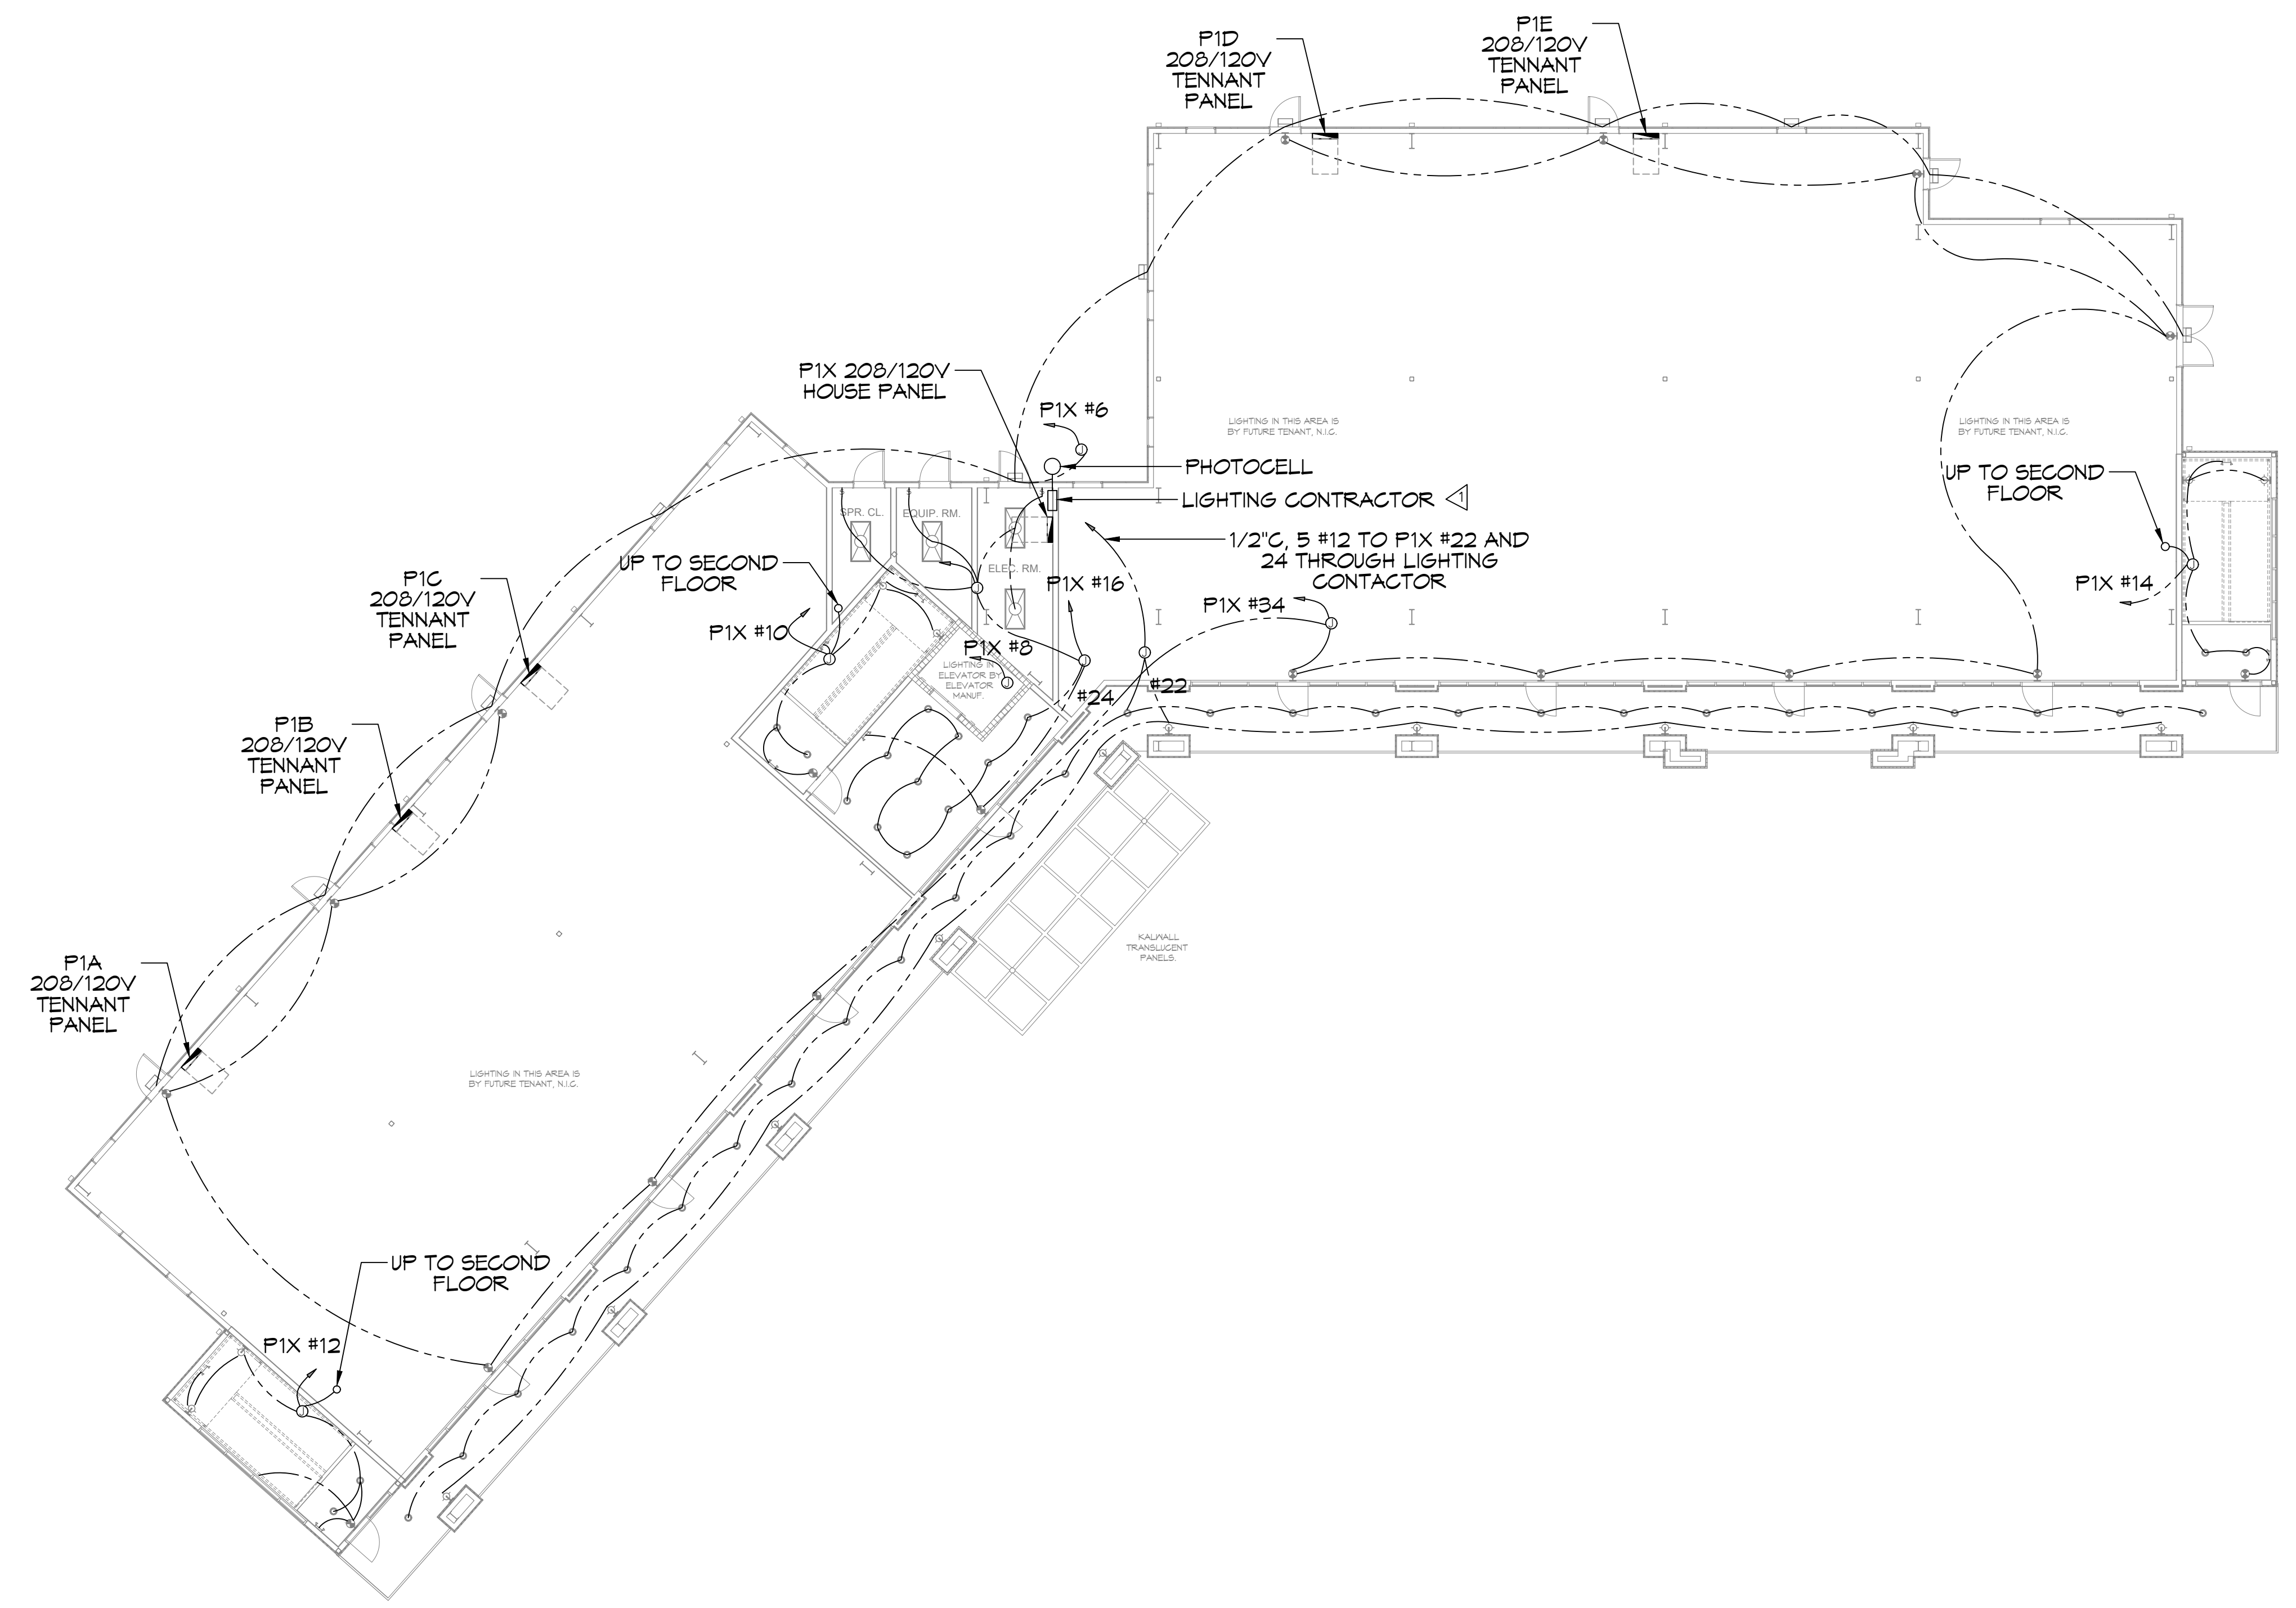 P1D
208/120V
TENNANT
PANEL
P1E
208/120V
TENNANT
PANEL
P1X 208/120V
HOUSE PANEL
P1X #6
LIGHTING IN THIS AREA IS
BY FUTURE TENANT, N.I.C.
LIGHTING IN THIS AREA IS
BY FUTURE TENANT, N.I.C.
PHOTOCELL
LIGHTING CONTRACTOR
1
UP TO SECOND
FLOOR
S
S
S
SPR. CL.
EQUIP. RM.
1/2"C, 5 #12 TO P1X #22 AND
24 THROUGH LIGHTING
CONTACTOR
UP TO SECOND
FLOOR
ELEC. RM.
P1C
208/120V
TENNANT
PANEL
P1X #16
P1X #14
P1X #34
J
J
J
P1X #10
P1X #8
LIGHTING IN
ELEVATOR BY
ELEVATOR
MANUF.
J
#24
#22
P1B
208/120V
TENNANT
PANEL
KALWALL
TRANSLUCENT
PANELS.
P1A
208/120V
TENNANT
PANEL
LIGHTING IN THIS AREA IS
BY FUTURE TENANT, N.I.C.
UP TO SECOND
FLOOR
P1X #12
J